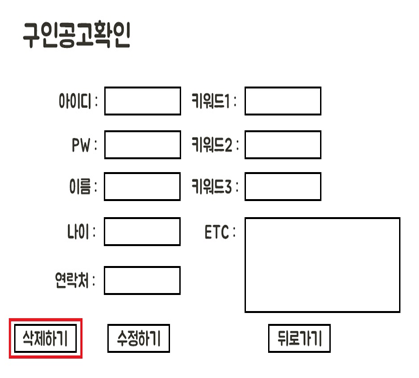 구인공고확인
아이디 : 키워드1 :
PW : 키워드2 :
이름 : 키워드3 :
나이 : ETC :
연락처 :
삭제하기 수정하기 뒤로가기